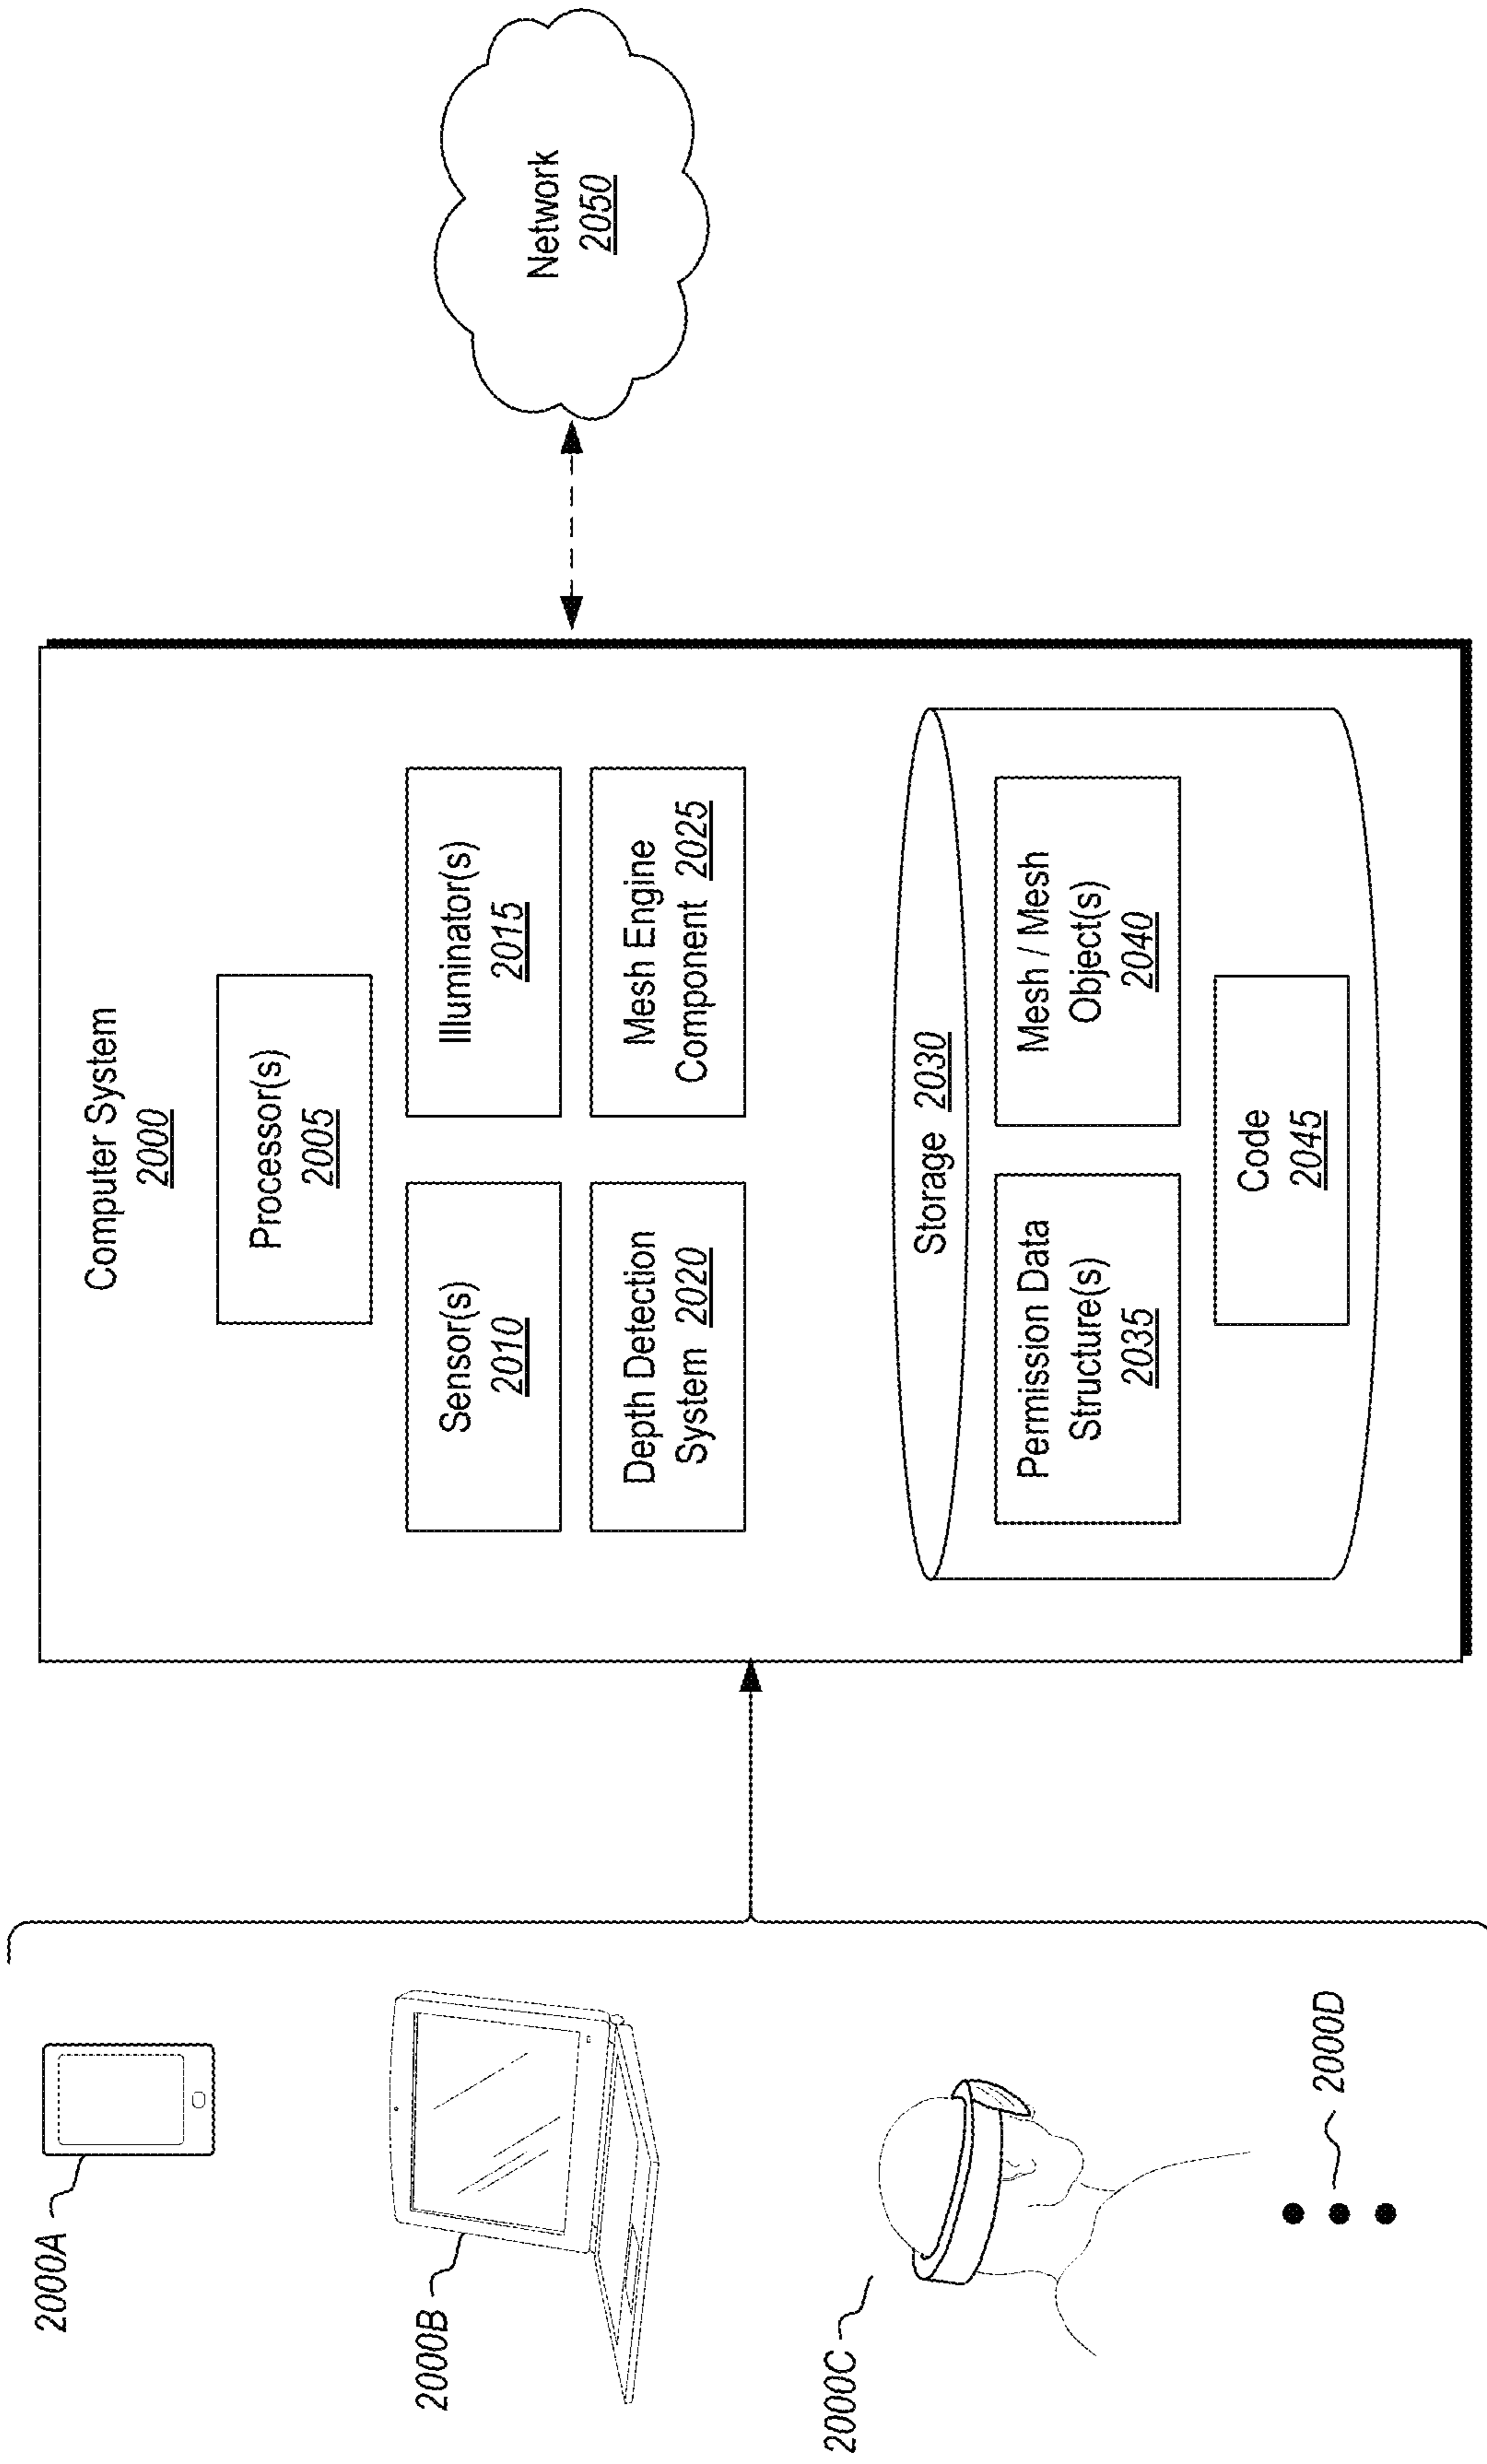 2000A
2000B
2000C
2000D
Computer System
2000
Processor(s)
2005
Sensor(s)
2010
Illuminator(s)
2015
Depth Detection
System 2020
Mesh Engine
Component 2025
Storage 2030
Permission Data
Structure(s)
2035
Mesh / Mesh
Object(s)
2040
Code
2045
Network
2050